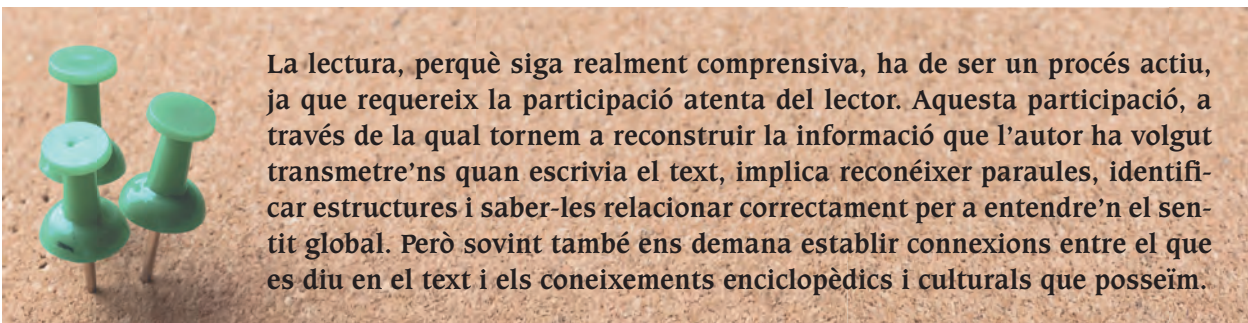 La lectura, perquè siga realment comprensiva, ha de ser un procés actiu,
ja que requereix la participació atenta del lector. Aquesta participació, a
través de la qual tornem a reconstruir la informació que l’autor ha volgut
transmetre’ns quan escrivia el text, implica reconéixer paraules, identifi-
car estructures i saber-les relacionar correctament per a entendre’n el sen-
tit global. Però sovint també ens demana establir connexions entre el que
es diu en el text i els coneixements enciclopèdics i culturals que posseïm.